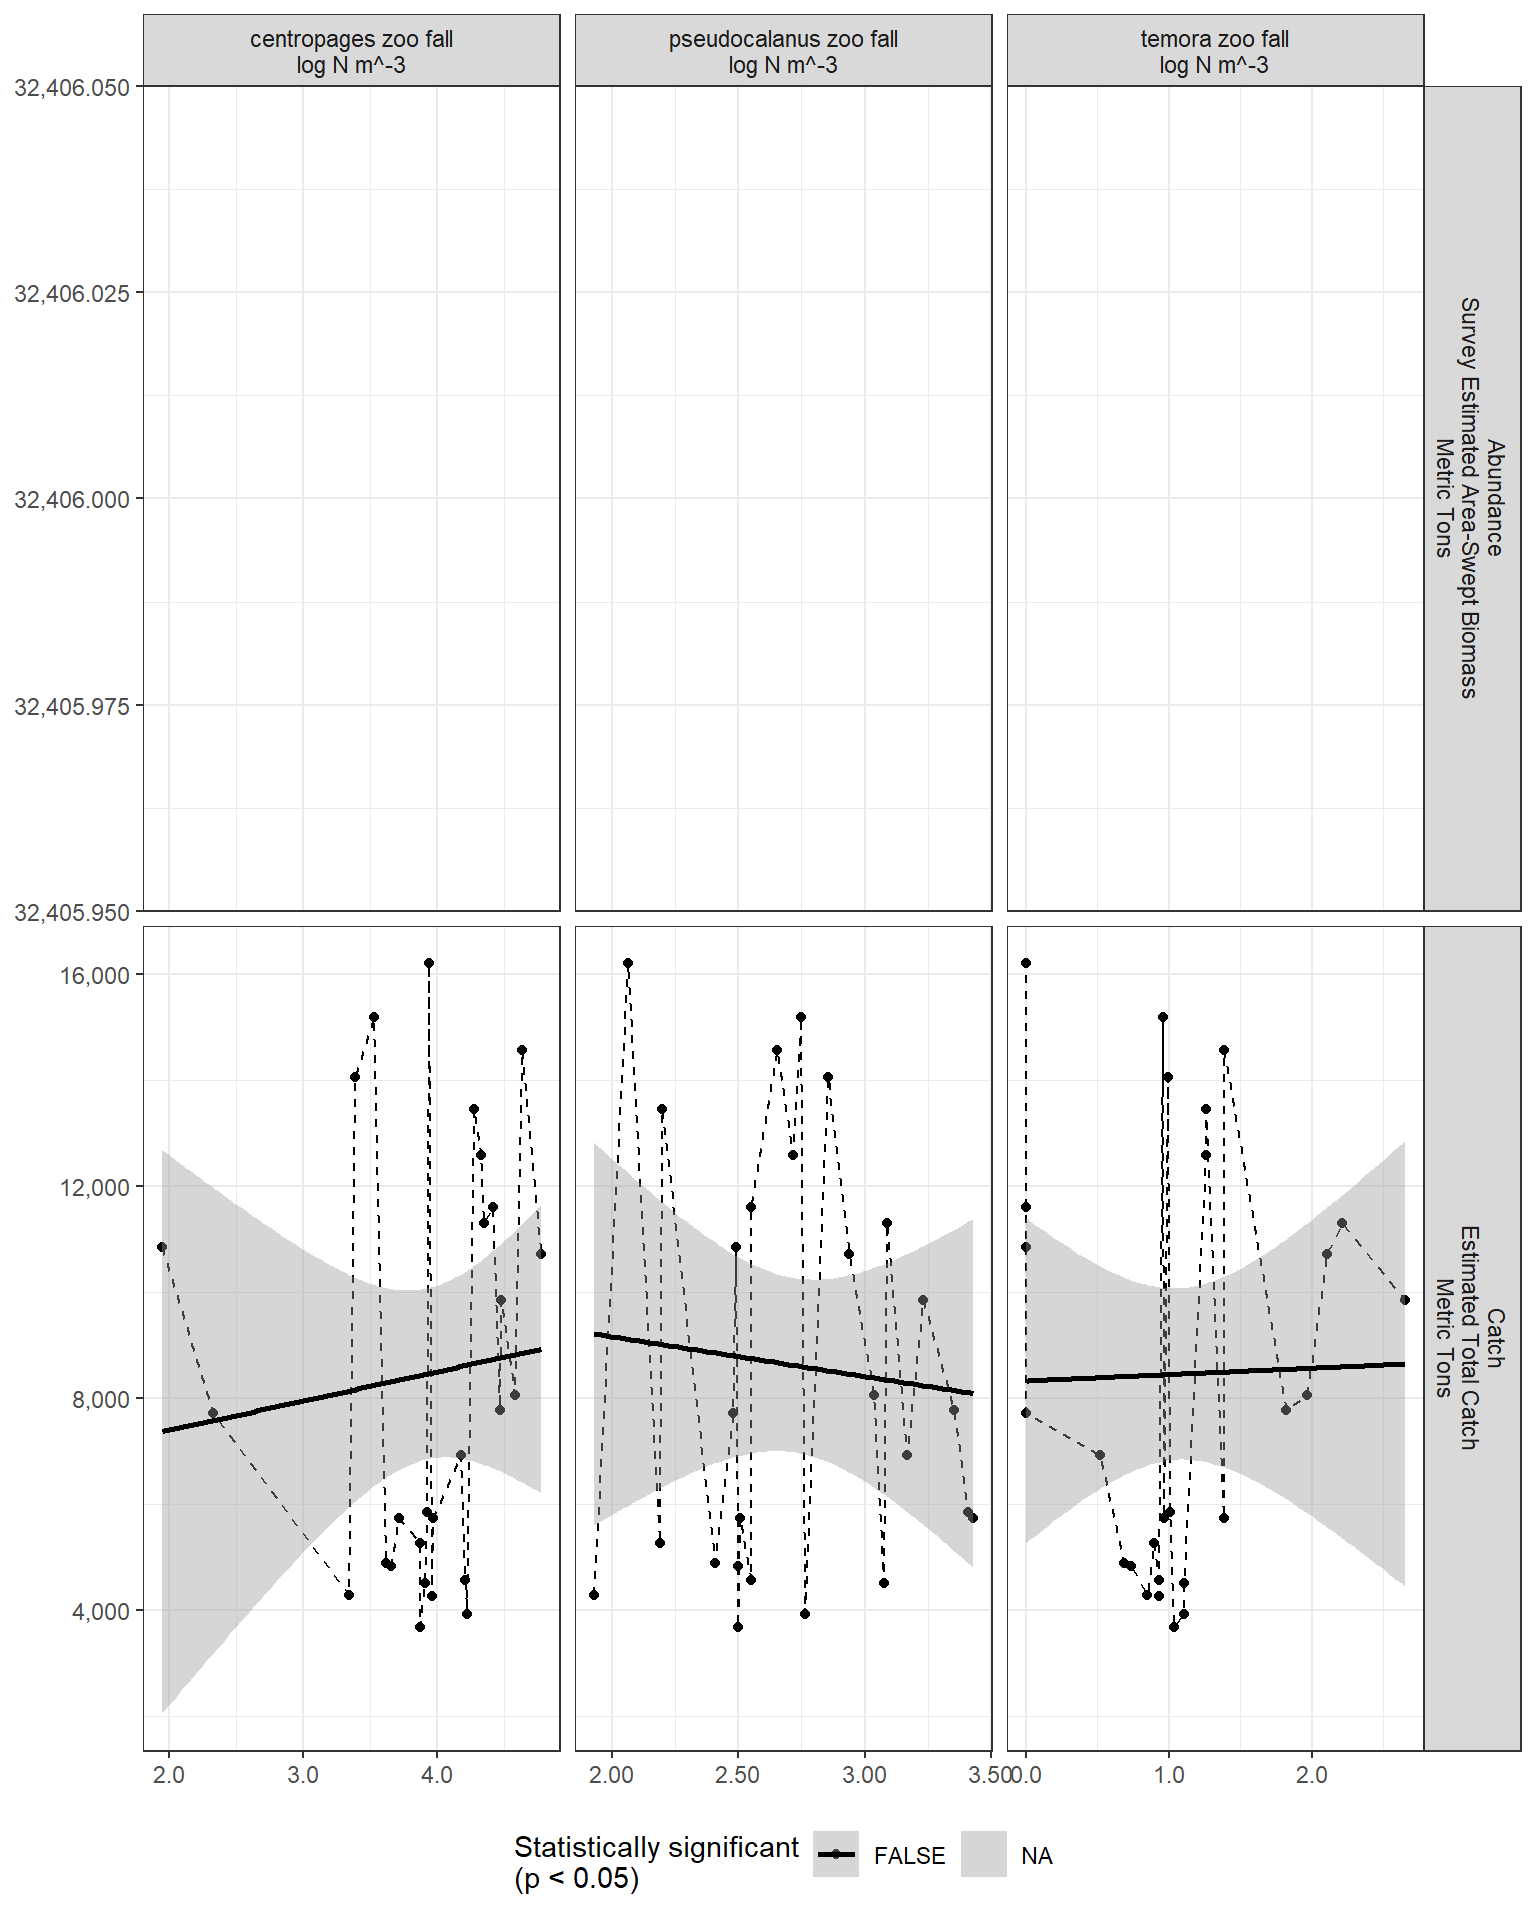 centropages zoo fall
log N m^-3
pseudocalanus zoo fall
log N m^-3
temora zoo fall
log N m^-3
32,406.050
32,406.025
32,406.000
32,405.975
32,405.950
Abundance
Survey Estimated Area-Swept Biomass
Metric Tons
16,000
12,000
8,000
4,000
Catch
Estimated Total Catch
Metric Tons
2.0 3.0 4.0
2.00 2.50 3.00 3.50
0.0 1.0 2.0
Statistically significant
(p < 0.05)
FALSE
NA